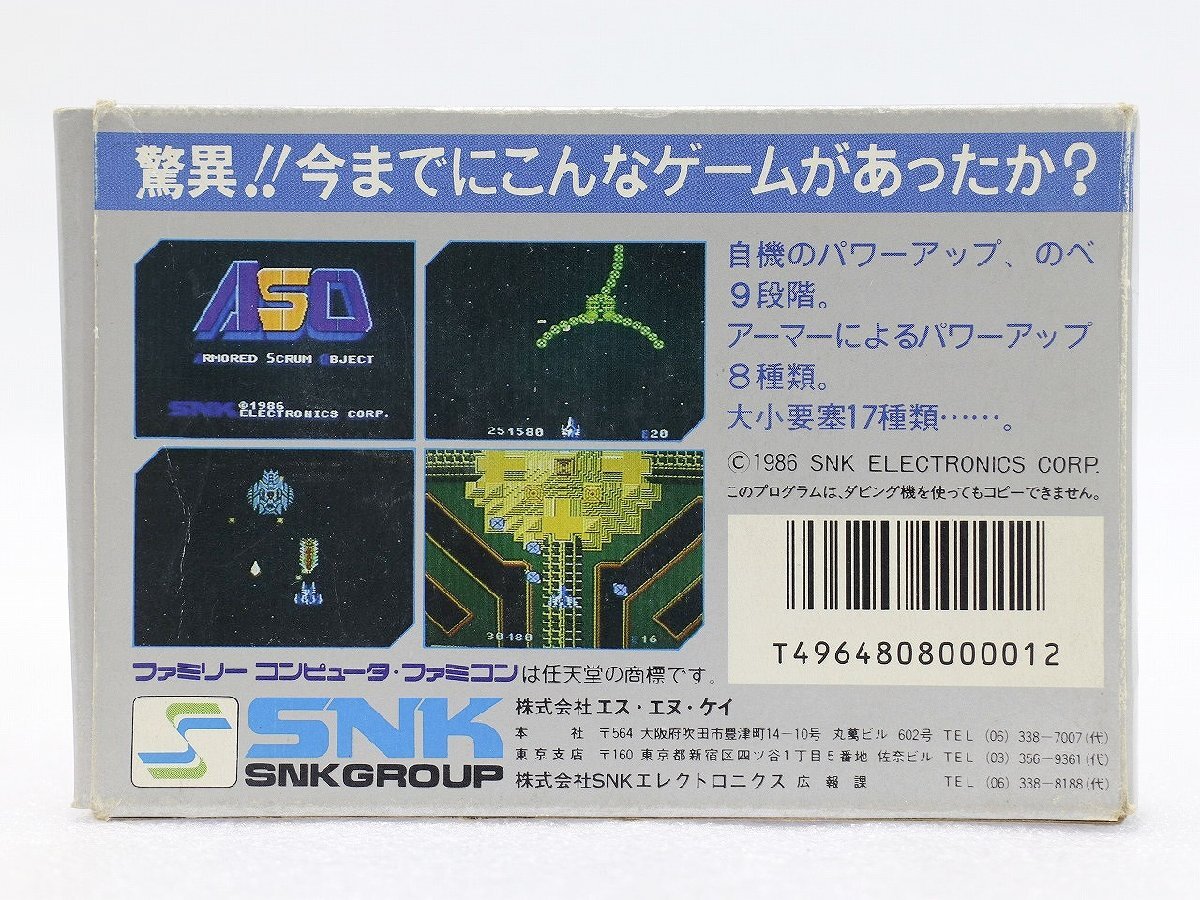 驚異!!今までにこんなゲームがあったか?
ASO
ARMORED SCRUM OBJECT
SNK ©1986
ELECTRONICS CORP.
251580 E20
30180 E16
自機のパワーアップ、のべ
9段階。
アーマーによるパワーアップ
8種類。
大小要塞17種類……。
©1986 SNK ELECTRONICS CORP.
このプログラムは、ダビング機を使ってもコピーできません。
T4964808000012
ファミリーコンピュータ・ファミコンは任天堂の商標です。
SNK
SNKGROUP
株式会社エス・エヌ・ケイ
本社 〒564 大阪府吹田市豊津町14-10号 丸萬ビル 602号 TEL (06) 338-7007(代)
東京支店 〒160 東京都新宿区四ツ谷1丁目5番地 佐奈ビル TEL (03) 356-9361(代)
株式会社SNKエレクトロニクス 広報課 TEL (06) 338-8188(代)